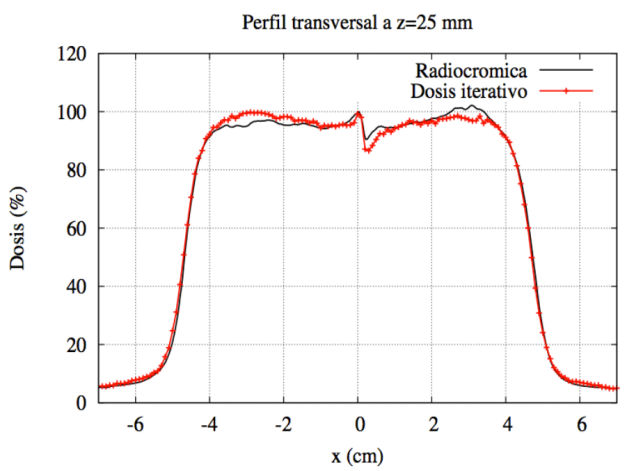 Perfil transversal a z=25 mm
Radiocromica
Dosis iterativo
Dosis (%)
120
100
80
60
40
20
0
-6 -4 -2 0 2 4 6
x (cm)